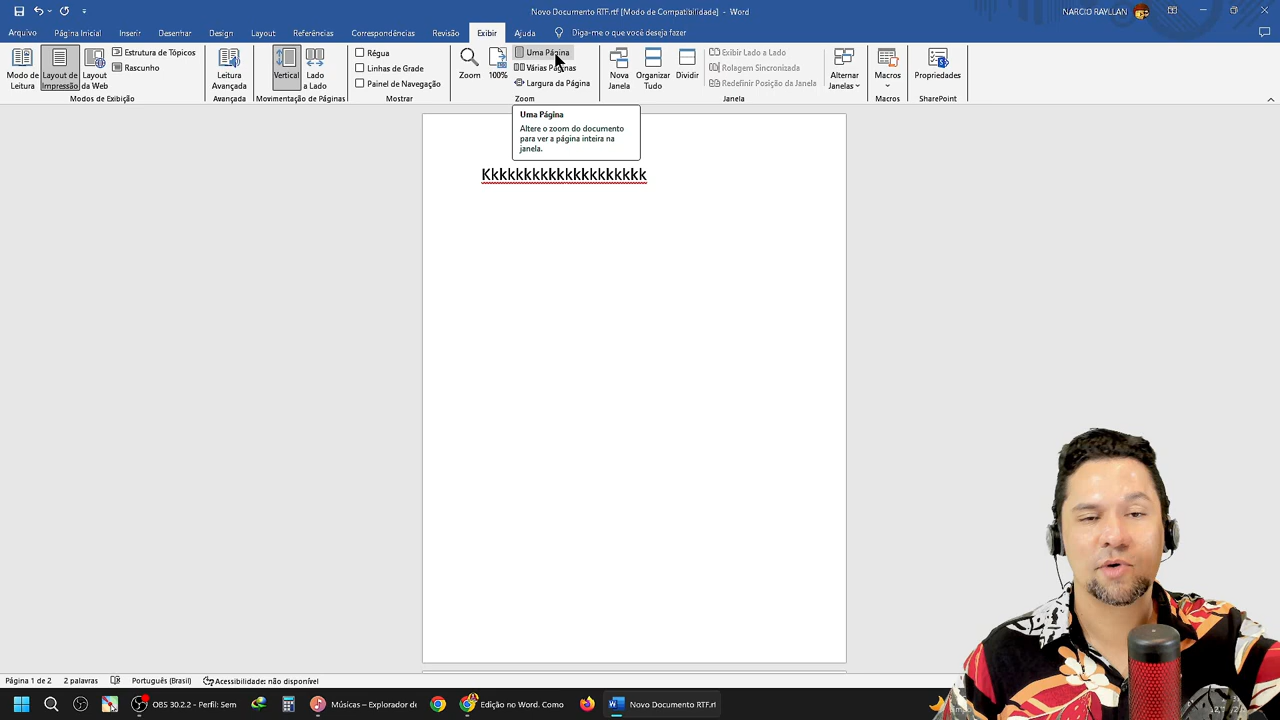 Novo Documento RTF.rtf [Modo de Compatibilidade] - Word
NARCIO RAYLLAN
Arquivo Página Inicial Inserir Desenhar Design Layout Referências Correspondências Revisão Exibir Ajuda Diga-me o que você deseja fazer
Modo de Leitura
Layout de Impressão
Layout da Web
Estrutura de Tópicos
Rascunho
Modos de Exibição
Leitura Avançada
Avançada
Vertical
Lado a Lado
Movimentação de Páginas
Régua
Linhas de Grade
Painel de Navegação
Mostrar
Zoom
100%
Uma Página
Várias Páginas
Largura da Página
Zoom
Nova Janela
Organizar Tudo
Dividir
Exibir Lado a Lado
Rolagem Sincronizada
Redefinir Posição da Janela
Janela
Alternar Janelas
Macros
Macros
Propriedades
SharePoint
Uma Página
Altere o zoom do documento
para ver a página inteira na
janela.
Kkkkkkkkkkkkkkkkkkkk
Página 1 de 2 2 palavras Português (Brasil) Acessibilidade: não disponível
OBS 30.2.2 - Perfil: Sem
Músicas – Explorador de
Edição no Word. Como
Novo Documento RTF.rt